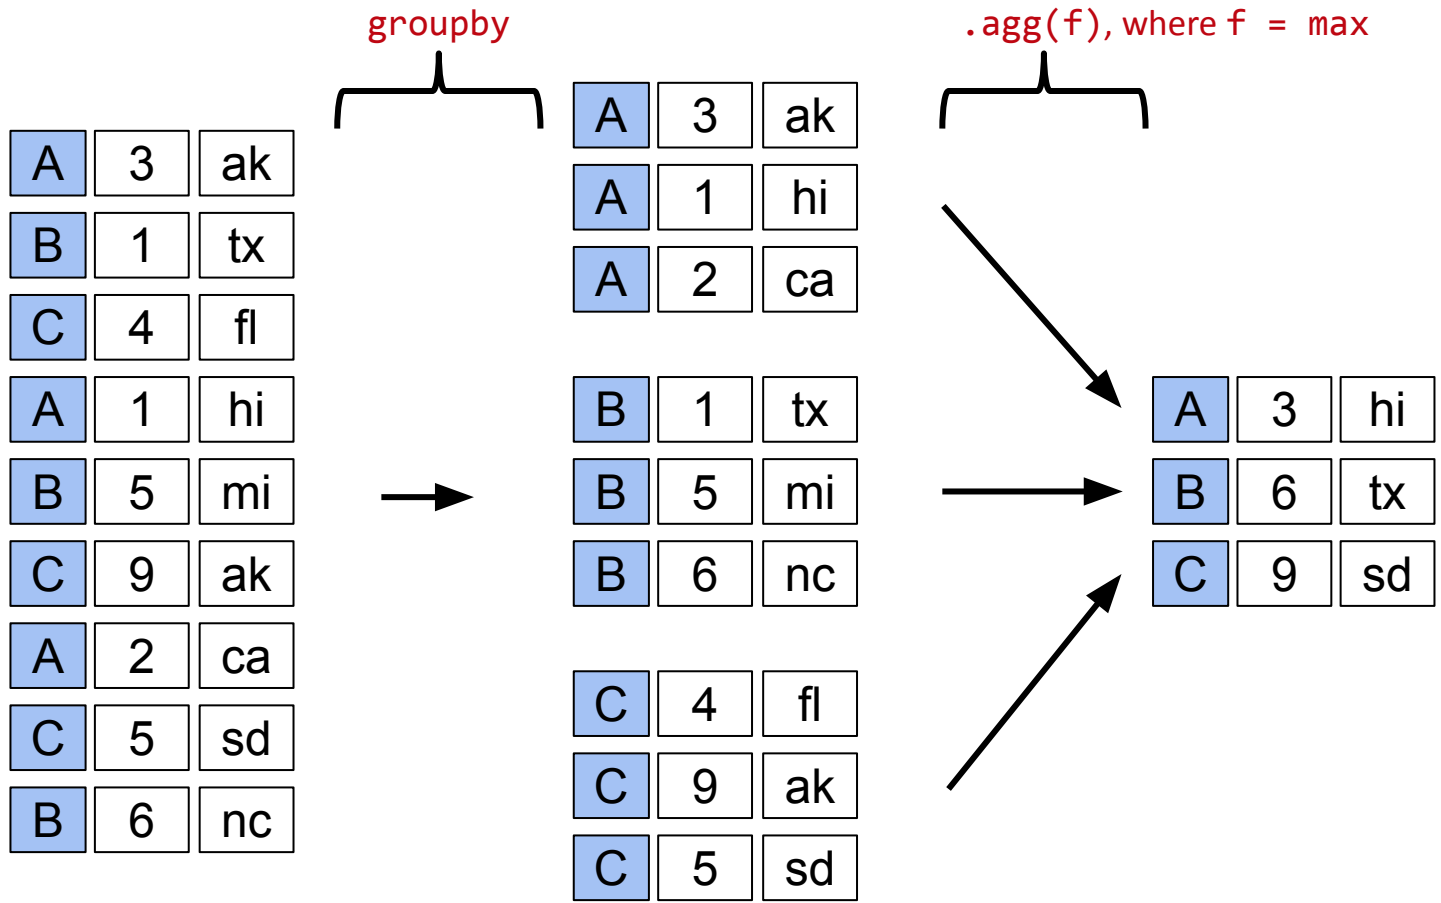 groupby
.agg(f), where f = max
A 3 ak
B 1 tx
C 4 fl
A 1 hi
B 5 mi
C 9 ak
A 2 ca
C 5 sd
B 6 nc
A 3 ak
A 1 hi
A 2 ca
B 1 tx
B 5 mi
B 6 nc
C 4 fl
C 9 ak
C 5 sd
A 3 hi
B 6 tx
C 9 sd